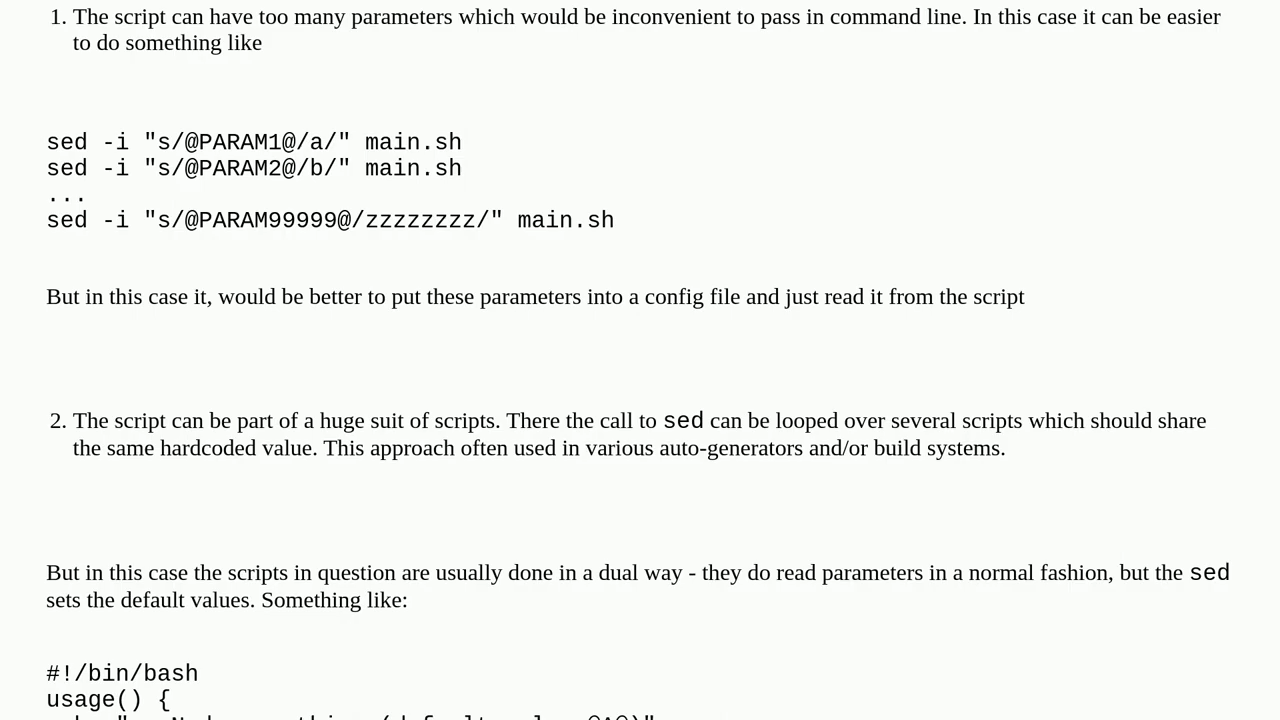 1. The script can have too many parameters which would be inconvenient to pass in command line. In this case it can be easier
to do something like
sed -i "s/@PARAM1@/a/" main.sh
sed -i "s/@PARAM2@/b/" main.sh
...
sed -i "s/@PARAM99999@/zzzzzzzz/" main.sh
But in this case it, would be better to put these parameters into a config file and just read it from the script
2. The script can be part of a huge suit of scripts. There the call to sed can be looped over several scripts which should share
the same hardcoded value. This approach often used in various auto-generators and/or build systems.
But in this case the scripts in question are usually done in a dual way - they do read parameters in a normal fashion, but the sed
sets the default values. Something like:
#!/bin/bash
usage() {